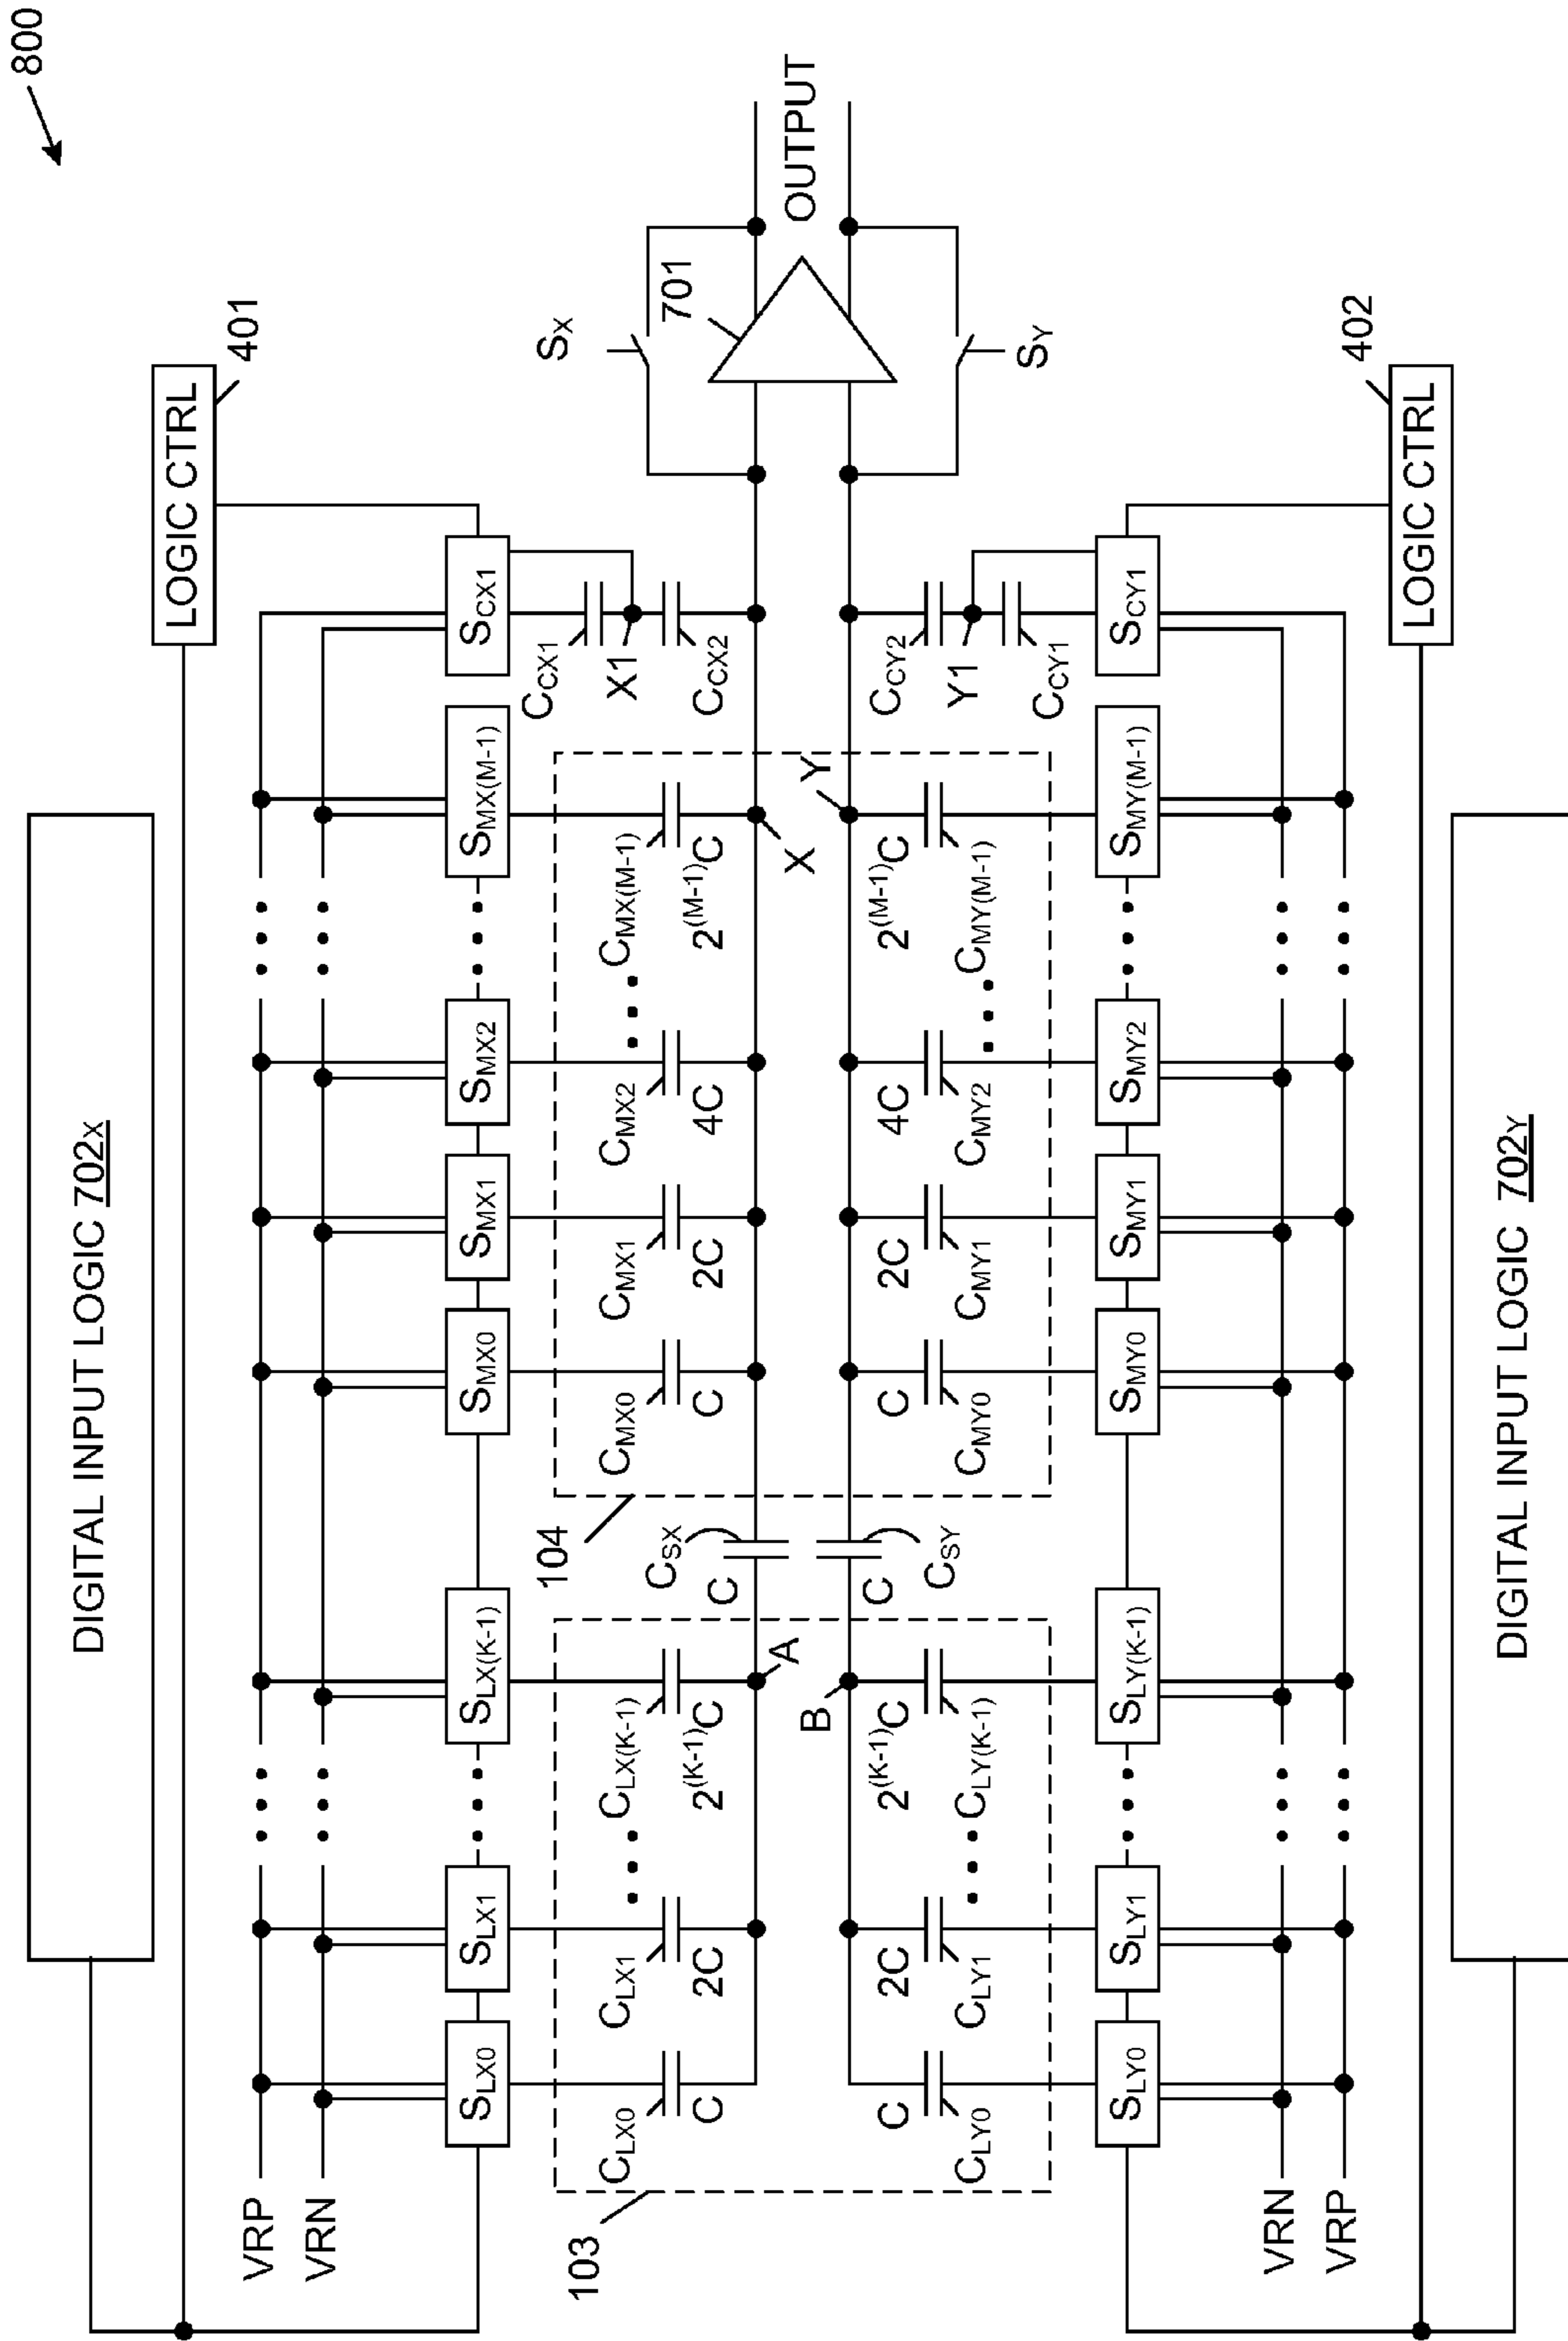 800
DIGITAL INPUT LOGIC 702X
LOGIC CTRL
401
VRP
VRN
SLX0
SLX1
SLX(K-1)
SMX0
SMX1
SMX2
SMX(M-1)
SCX1
103
CLX0
C
CLX1
2C
CLX(K-1)
2(K-1)C
A
104
CSX
C
CMX0
C
CMX1
2C
CMX2
4C
CMX(M-1)
2(M-1)C
X
CCX1
X1
CCX2
SX
701
OUTPUT
B
Y
C
CLY0
2C
CLY1
2(K-1)C
CLY(K-1)
C
CSY
C
CMY0
2C
CMY1
4C
CMY2
2(M-1)C
CMY(M-1)
CCY2
Y1
CCY1
SY
SLY0
SLY1
SLY(K-1)
SMY0
SMY1
SMY2
SMY(M-1)
SCY1
VRN
VRP
LOGIC CTRL
402
DIGITAL INPUT LOGIC 702Y